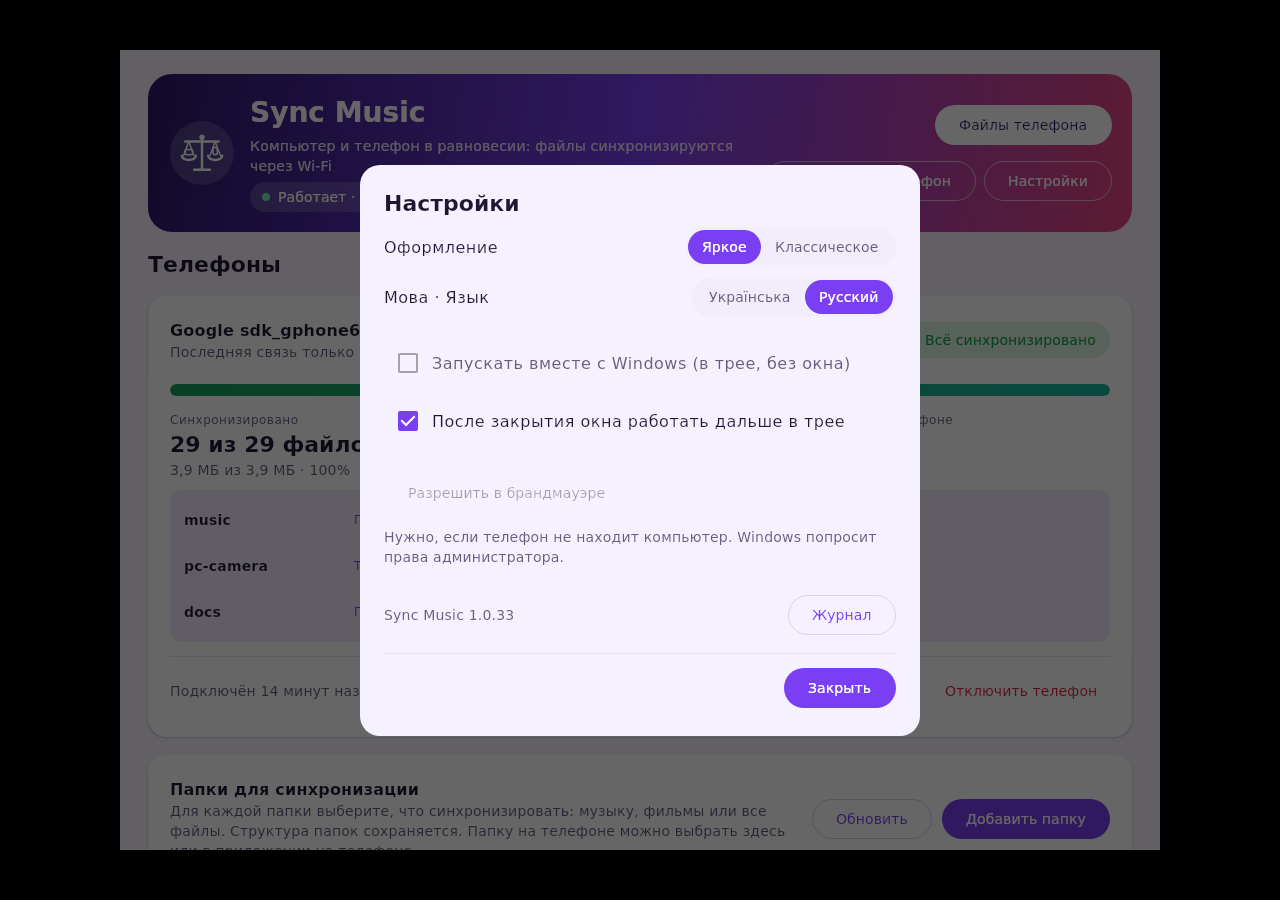 Sync Music
Компьютер и телефон в равновесии: файлы синхронизируются
через Wi-Fi
Работает ·
Файлы телефона
Настройки
Телефоны
Google
Последняя связь только
Всё синхронизировано
Синхронизировано
29 из 29
3,9 МБ из 3,9 МБ · 100%
music
pc-camera
docs
Подключён 14 минут
Отключить телефон
Папки для синхронизации
Для каждой папки выберите, что синхронизировать: музыку, фильмы или все
файлы. Структура папок сохраняется. Папку на телефоне можно выбрать здесь
Обновить
Добавить папку
Настройки
Оформление
Яркое
Классическое
Мова · Язык
Українська
Русский
Запускать вместе с Windows (в трее, без окна)
После закрытия окна работать дальше в трее
Разрешить в брандмауэре
Нужно, если телефон не находит компьютер. Windows попросит
права администратора.
Sync Music 1.0.33
Журнал
Закрыть